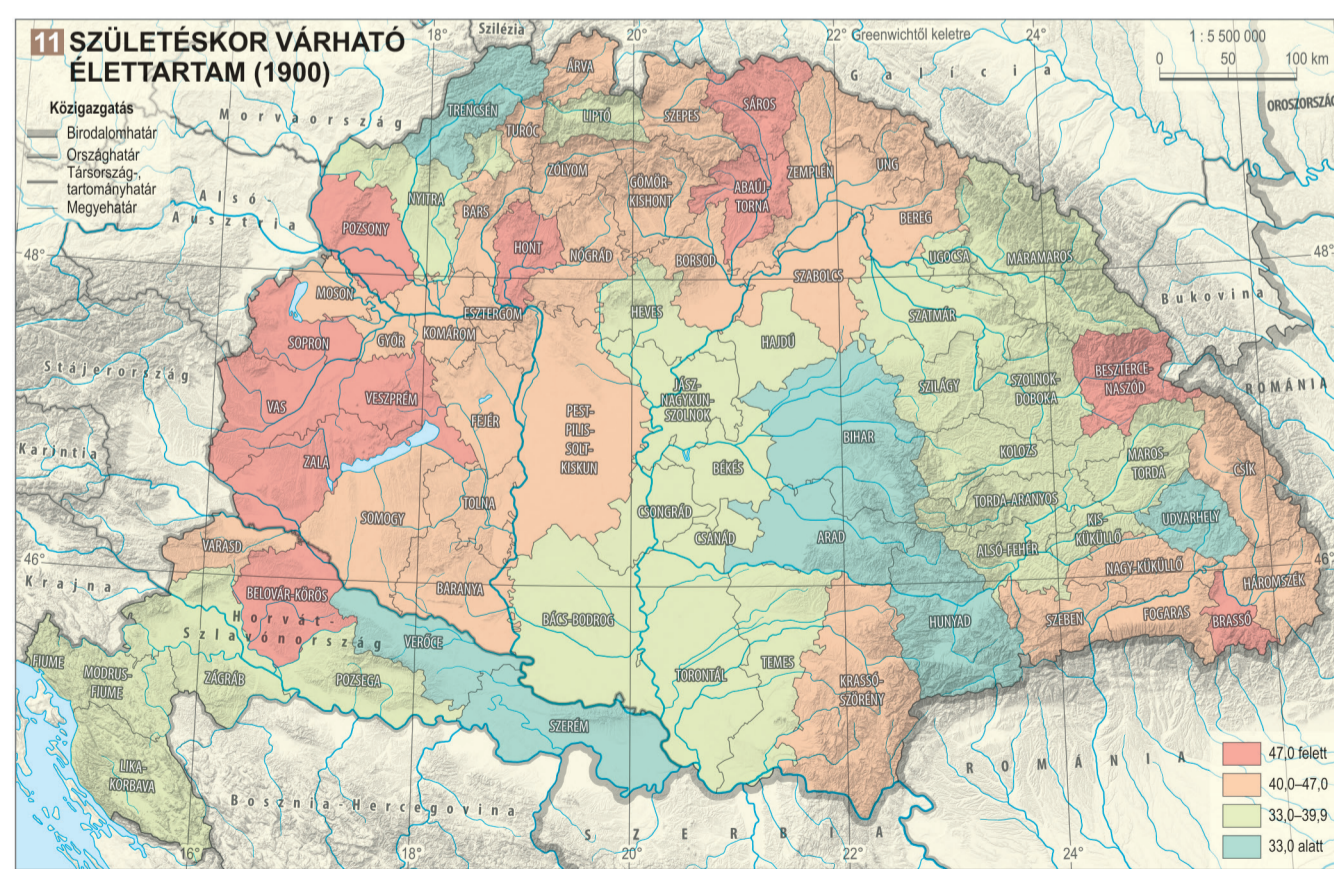 11 SZÜLETÉSKOR VÁRHATÓ
ÉLETTARTAM (1900)
Közigazgatás
Birodalomhatár
Országhatár
Társország-,
tartományhatár
Megyehatár
18°
Szilézia
20°
22°
Greenwichtől keletre
24°
1 : 5 500 000
0 50 100 km
Galícia
OROSZORSZÁG
Morvaország
Alsó-
Ausztria
48°
48°
Bukovina
Stájerország
ROMÁNIA
Karintia
46°
46°
Krajna
ÁRVA
TRENCSÉN
LIPTÓ
SZEPES
SÁROS
TURÓC
ZÓLYOM
GÖMÖR-
KISHONT
ABAÚJ-
TORNA
ZEMPLÉN
UNG
NYITRA
BARS
BEREG
POZSONY
HONT
NÓGRÁD
BORSOD
UGOCSA
MÁRAMAROS
SZABOLCS
MOSON
ESZTERGOM
HEVES
SZATMÁR
GYŐR
KOMÁROM
SOPRON
HAJDÚ
BESZTERCE-
NASZÓD
VAS
VESZPRÉM
FEJÉR
PEST-
PILIS-
SOLT-
KISKUN
JÁSZ-
NAGYKUN-
SZOLNOK
SZILÁGY
SZOLNOK-
DOBOKA
BIHAR
ZALA
BÉKÉS
KOLOZS
MAROS-
TORDA
CSÍK
TOLNA
SOMOGY
CSONGRÁD
TORDA-ARANYOS
KIS-
KÜKÜLLŐ
UDVARHELY
CSANÁD
ARAD
VARASD
ALSÓ-FEHÉR
NAGY-KÜKÜLLŐ
HÁROMSZÉK
BELOVÁR-KŐRÖS
BARANYA
BÁCS-BODROG
HUNYAD
SZEBEN
FOGARAS
BRASSÓ
Horvát-
Szlavónország
VERŐCE
FIUME
MODRUS-
FIUME
ZÁGRÁB
POZSEGA
TORONTÁL
TEMES
KRASSÓ-
SZÖRÉNY
SZERÉM
LIKA-
KORBAVA
Bosznia-Hercegovina
SZERBIA
ROMÁNIA
47,0 felett
40,0–47,0
33,0–39,9
33,0 alatt
16°
18°
20°
22°
24°